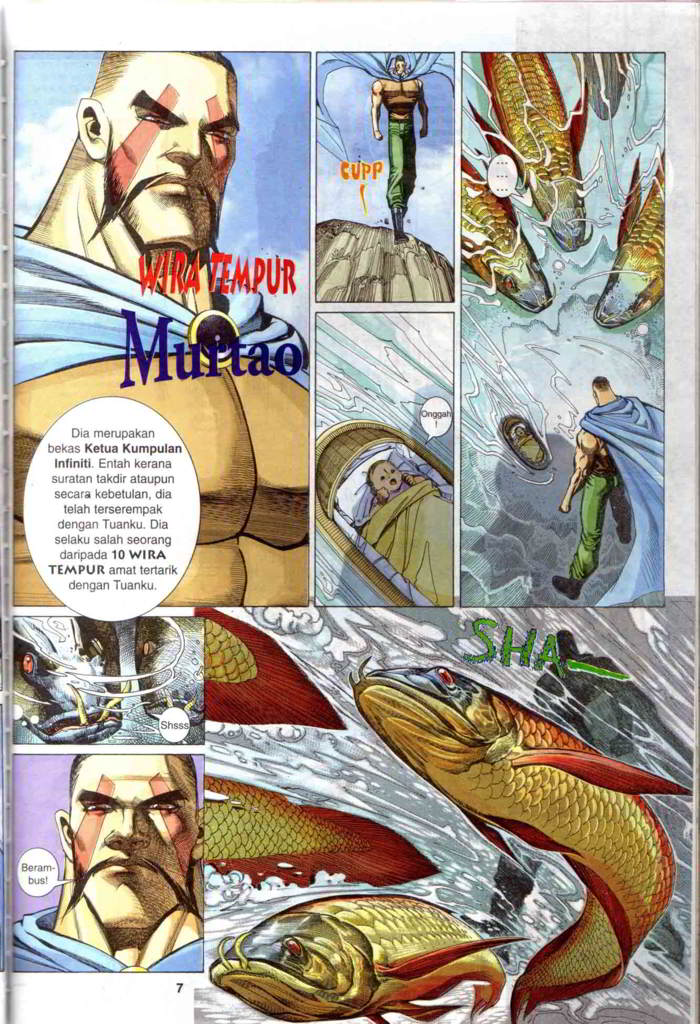 WIRA TEMPUR
Murtao
Dia merupakan
bekas Ketua Kumpulan
Infiniti. Entah kerana
suratan takdir ataupun
secara kebetulan, dia
telah terserempak
dengan Tuanku. Dia
selaku salah seorang
daripada 10 WIRA
TEMPUR amat tertarik
dengan Tuanku.
CUPP
!
Onggah
...
...
Shsss
Beram-
bus!
SHA
7